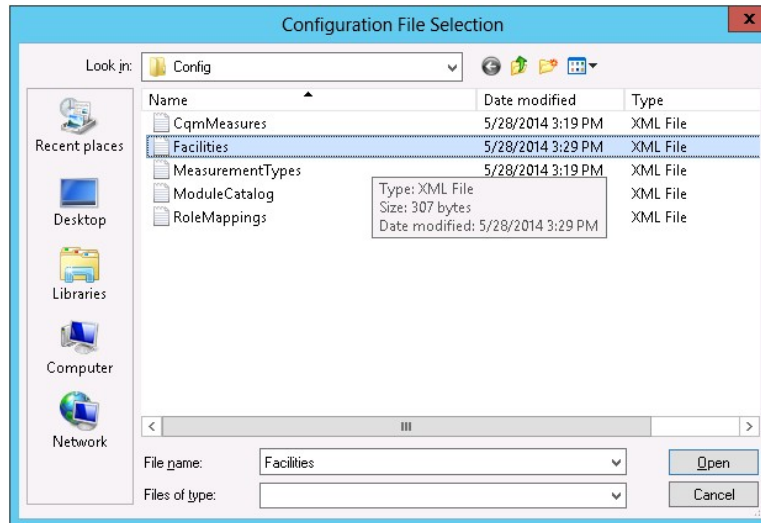 Configuration File Selection
x
Look in: Config
Name Date modified Type
CqmMeasures 5/28/2014 3:19 PM XML File
Facilities 5/28/2014 3:29 PM XML File
MeasurementTypes 5/28/2014 3:19 PM XML File
ModuleCatalog XML File
RoleMappings XML File
Type: XML File
Size: 307 bytes
Date modified: 5/28/2014 3:29 PM
Recent places
Desktop
Libraries
Computer
Network
File name: Facilities Open
Files of type: Cancel